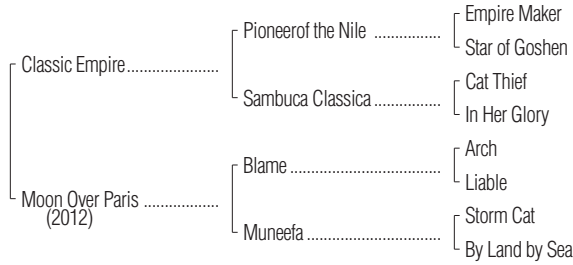 Empire Maker
Pioneerof the Nile ..................
Star of Goshen
Classic Empire.........................
Cat Thief
Sambuca Classica..................
In Her Glory
Arch
Blame .........................................
Liable
Moon Over Paris ....................
(2012)
Storm Cat
Muneefa ....................................
By Land by Sea